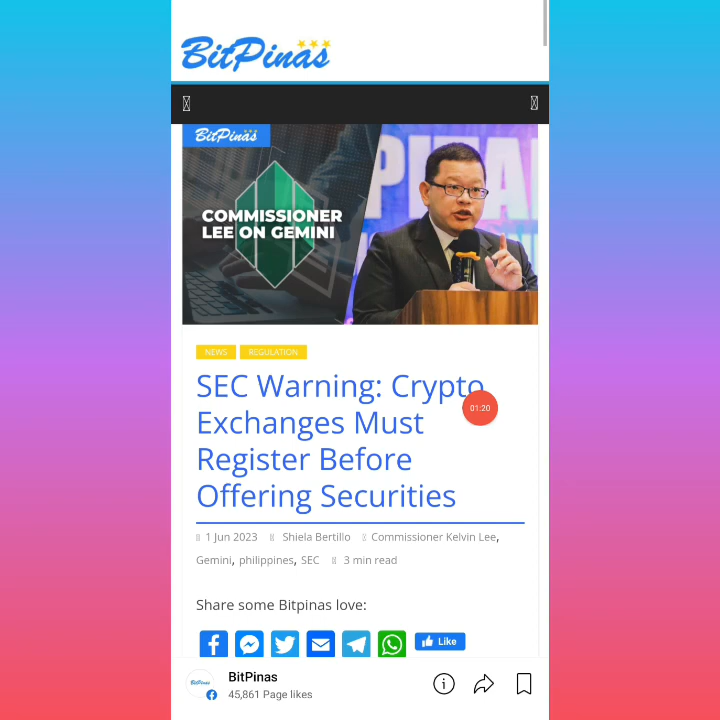 BitPinas
BitPinas
PITA
COMMISSIONER
LEE ON GEMINI
NEWS REGULATION
SEC Warning: Crypto
Exchanges Must
Register Before
Offering Securities
01:20
1 Jun 2023 Shiela Bertillo Commissioner Kelvin Lee,
Gemini, philippines, SEC 3 min read
Share some Bitpinas love:
Like
BitPinas
BitPinas
45,861 Page likes